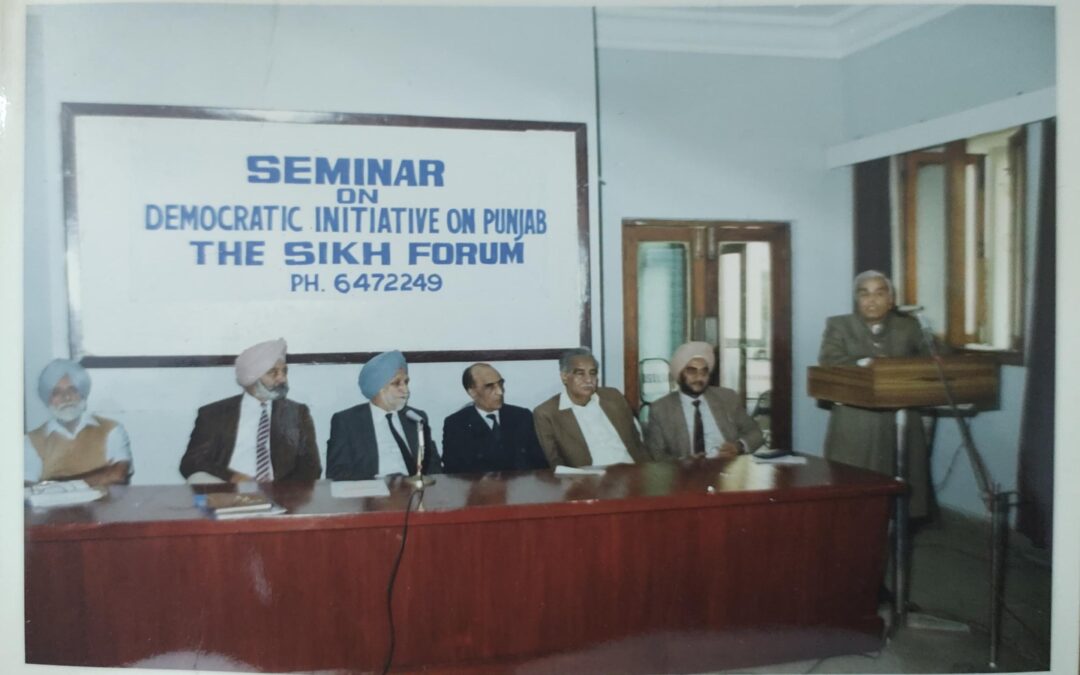 SEMINAR
ON
DEMOCRATIC INITIATIVE ON PUNJAB
THE SIKH FORUM
PH. 6472249